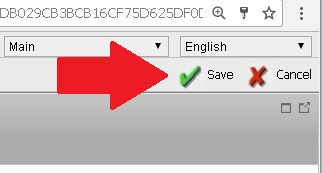 DB029CB3BCB16CF75D625DF0D
Main English
Save Cancel